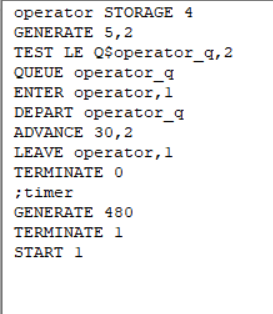 operator STORAGE 4
GENERATE 5,2
TEST LE Q$operator_q,2
QUEUE operator_q
ENTER operator,1
DEPART operator_q
ADVANCE 30,2
LEAVE operator,1
TERMINATE 0
;timer
GENERATE 480
TERMINATE 1
START 1